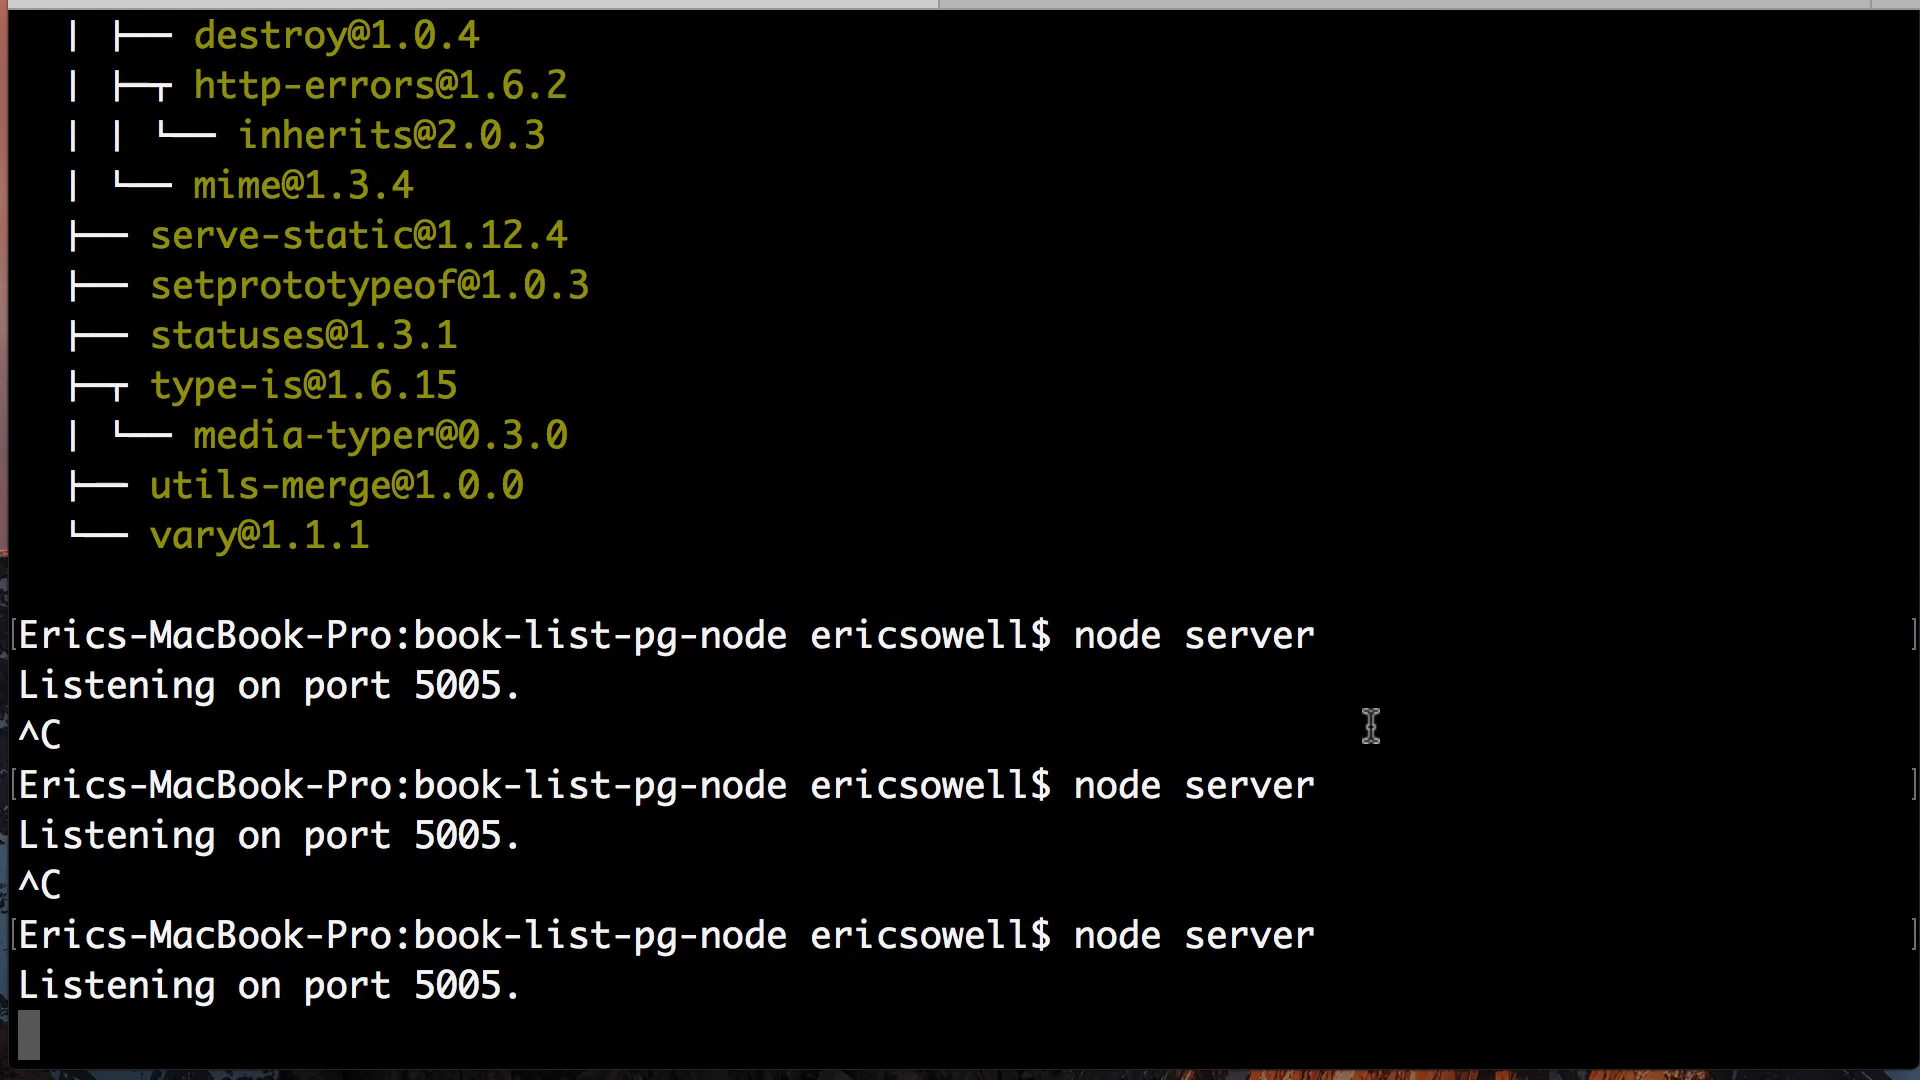 │ ├── destroy@1.0.4
│ ├─┬ http-errors@1.6.2
│ │ └── inherits@2.0.3
│ └── mime@1.3.4
├── serve-static@1.12.4
├── setprototypeof@1.0.3
├── statuses@1.3.1
├─┬ type-is@1.6.15
│ └── media-typer@0.3.0
├── utils-merge@1.0.0
└── vary@1.1.1
[Erics-MacBook-Pro:book-list-pg-node ericsowell$ node server ]
Listening on port 5005.
^C
[Erics-MacBook-Pro:book-list-pg-node ericsowell$ node server ]
Listening on port 5005.
^C
[Erics-MacBook-Pro:book-list-pg-node ericsowell$ node server ]
Listening on port 5005.